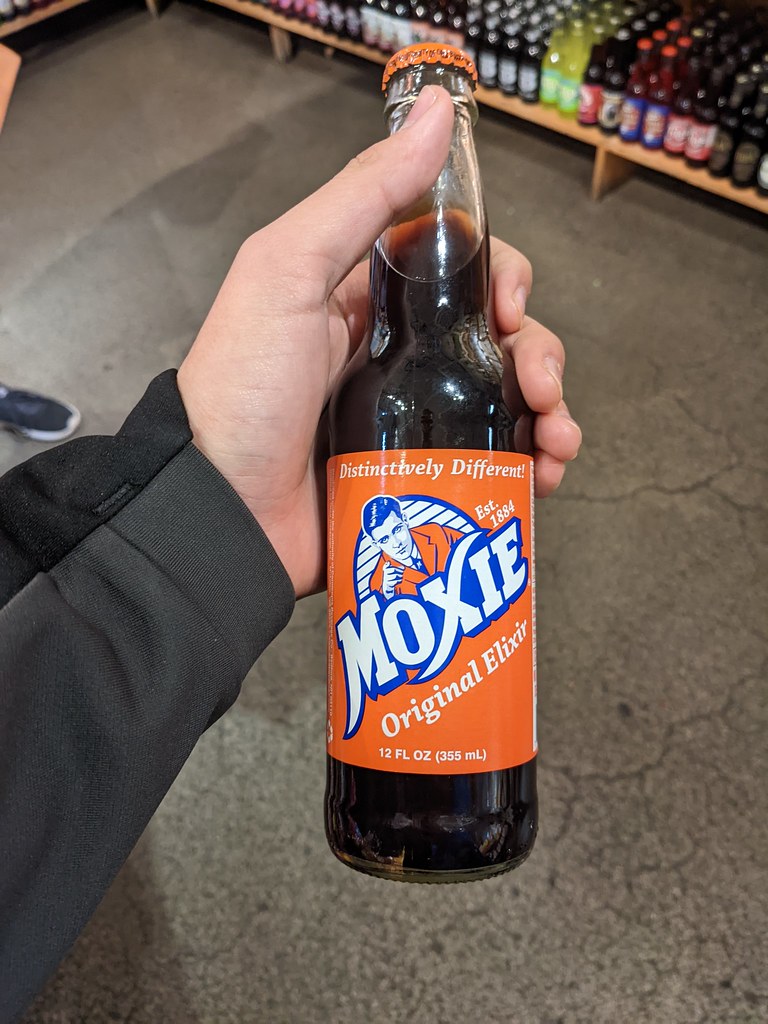 Distinctively Different!
Est.
1884
MOXIE
Original Elixir
12 FL OZ (355 mL)